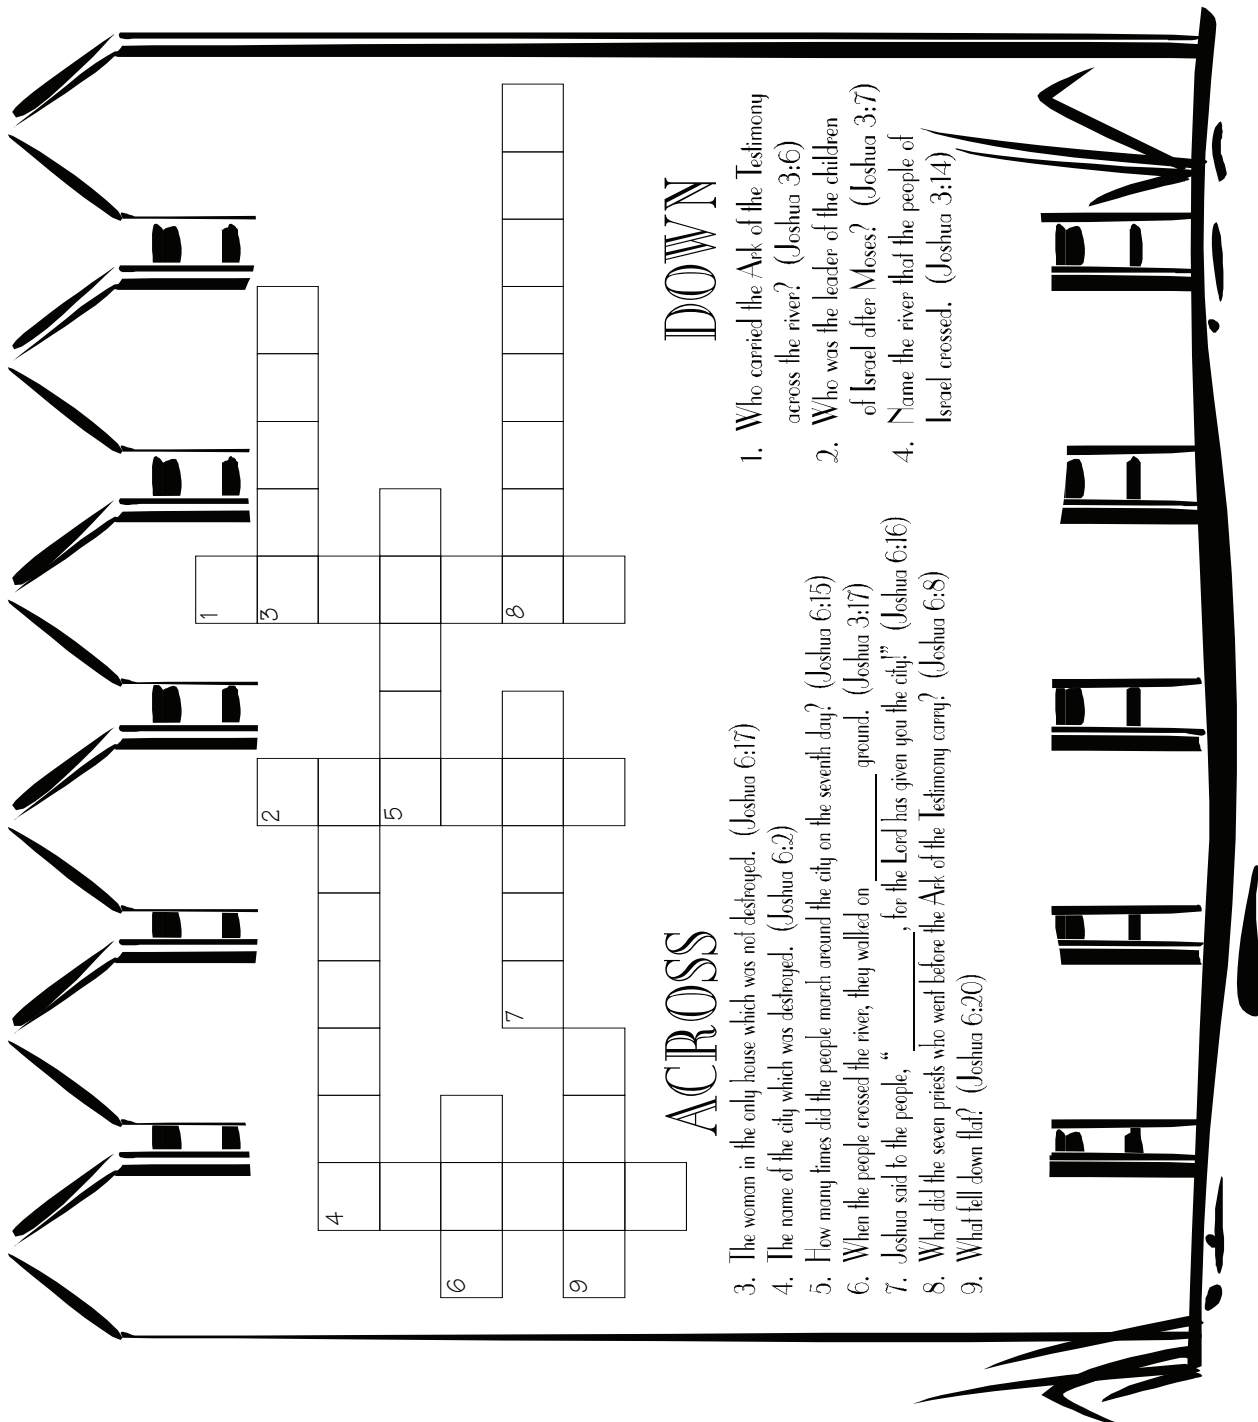 1
2
3
4
5
6
7
8
9
ACROSS
3. The woman in the only house which was not destroyed. (Joshua 6:17)
4. The name of the city which was destroyed. (Joshua 6:2)
5. How many times did the people march around the city on the seventh day? (Joshua 6:15)
6. When the people crossed the river, they walked on ________ ground. (Joshua 3:17)
7. Joshua said to the people, “ ________, for the Lord has given you the city!” (Joshua 6:16)
8. What did the seven priests who went before the Ark of the Testimony carry? (Joshua 6:8)
9. What fell down flat? (Joshua 6:20)
DOWN
1. Who carried the Ark of the Testimony
across the river? (Joshua 3:6)
2. Who was the leader of the children
of Israel after Moses? (Joshua 3:7)
4. Name the river that the people of
Israel crossed. (Joshua 3:14)